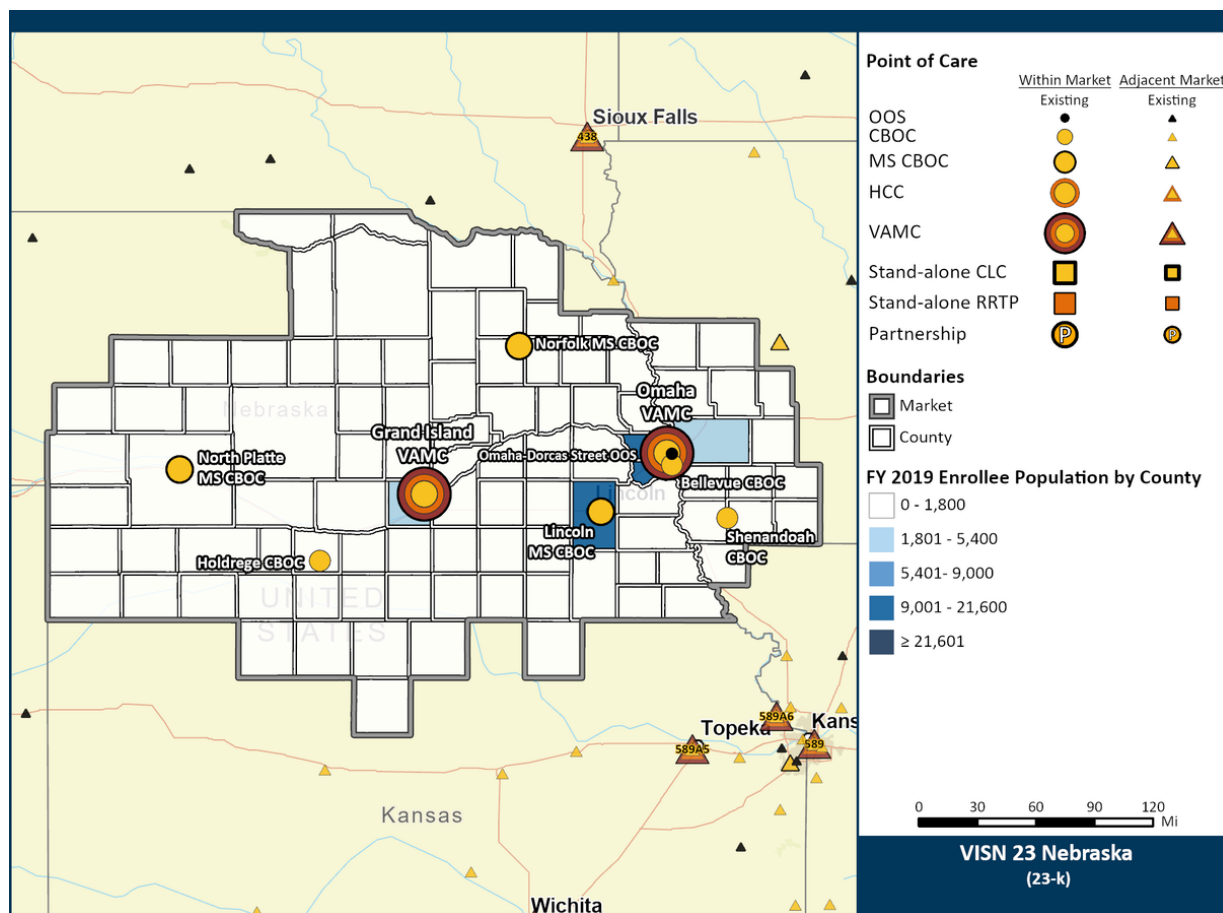 Sioux Falls
438
Norfolk MS CBOC
Nebraska
Omaha
VAMC
Grand Island
VAMC
North Platte
MS CBOC
Omaha-Dorcas Street OOS
Bellevue CBOC
Lincoln
Lincoln
MS CBOC
Shenandoah
CBOC
Holdrege CBOC
UNITED
STATES
589A6
Topeka
Kans
589A5
589
Kansas
Wichita
Point of Care
Within Market
Adjacent Market
Existing
Existing
OOS
CBOC
MS CBOC
HCC
VAMC
Stand-alone CLC
Stand-alone RRTP
Partnership
P
P
Boundaries
Market
County
FY 2019 Enrollee Population by County
0 - 1,800
1,801 - 5,400
5,401- 9,000
9,001 - 21,600
≥ 21,601
0 30 60 90 120
Mi
VISN 23 Nebraska
(23-k)